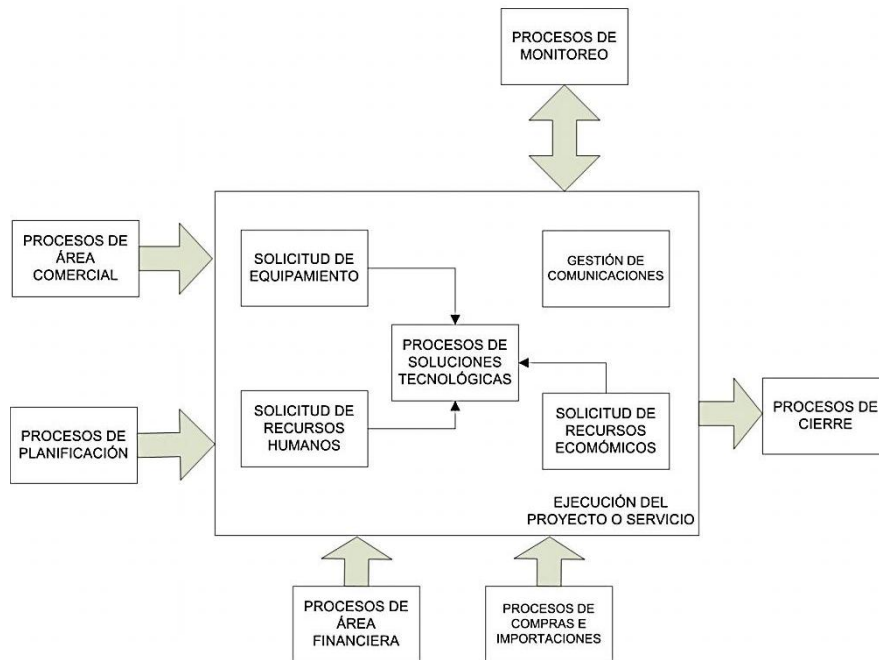 PROCESOS DE
MONITOREO
PROCESOS DE
ÁREA
COMERCIAL
SOLICITUD DE
EQUIPAMIENTO
GESTIÓN DE
COMUNICACIONES
PROCESOS DE
SOLUCIONES
TECNOLÓGICAS
PROCESOS DE
PLANIFICACIÓN
SOLICITUD DE
RECURSOS
HUMANOS
SOLICITUD DE
RECURSOS
ECONÓMICOS
PROCESOS DE
CIERRE
EJECUCIÓN DEL
PROYECTO O SERVICIO
PROCESOS DE
ÁREA
FINANCIERA
PROCESOS DE
COMPRAS E
IMPORTACIONES